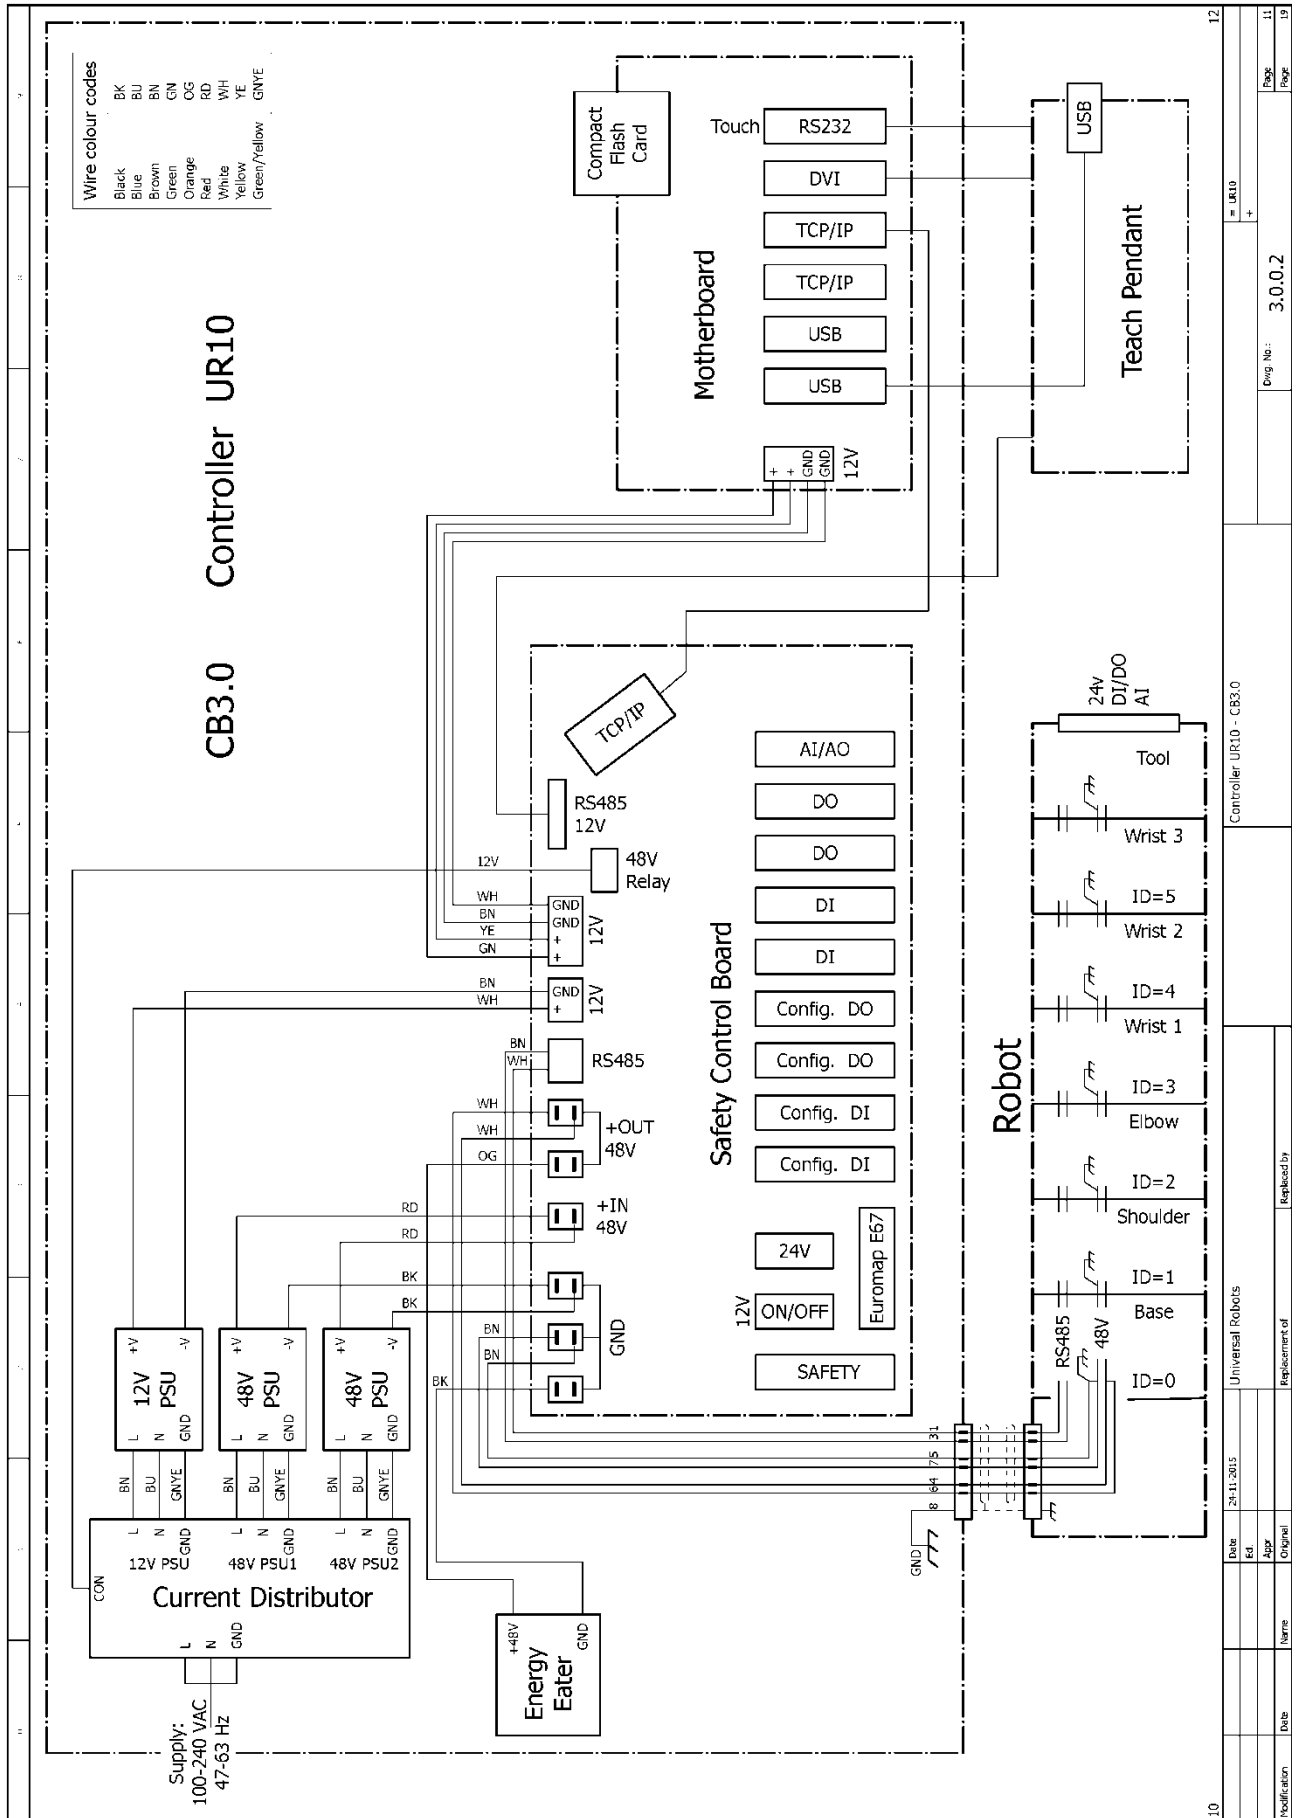 Wire colour codes
Black BK
Blue BU
Brown BN
Green GN
Orange OG
Red RD
White WH
Yellow YE
Green/Yellow GNYE
CB3.0 Controller UR10
Supply:
100-240 VAC
47-63 Hz
L
N
GND
Current Distributor
CON
12V PSU
L
N
GND
48V PSU1
L
N
GND
48V PSU2
L
N
GND
BN
BU
GNYE
BN
BU
GNYE
BN
BU
GNYE
12V
PSU
L
N
GND
+V
-V
48V
PSU
L
N
GND
+V
-V
48V
PSU
L
N
GND
+V
-V
Energy
Eater
+48V
GND
12V
WH
BN
YE
GN
BN
WH
BN
WH
WH
WH
OG
RD
RD
BK
BK
BN
BN
BK
Safety Control Board
TCP/IP
RS485
12V
48V
Relay
GND
GND
+
+
12V
GND
+
12V
RS485
+OUT
48V
+IN
48V
GND
AI/AO
DO
DO
DI
DI
Config. DO
Config. DO
Config. DI
Config. DI
24V
12V
ON/OFF
Euromap E67
SAFETY
Motherboard
Compact
Flash
Card
Touch
RS232
DVI
TCP/IP
TCP/IP
USB
USB
+
+
GND
GND
12V
Teach Pendant
USB
31
75
64
8
GND
Robot
RS485
48V
ID=0
Base
ID=1
Shoulder
ID=2
Elbow
ID=3
Wrist 1
ID=4
Wrist 2
ID=5
Wrist 3
Tool
24v
DI/DO
AI
10
12
Modification
Date
Name
Date 24-11-2015
Ed.
Appr
Original
Universal Robots
Replacement of
Replaced by
Controller UR10 - CB3.0
= UR10
+
Dwg. No.:
3.0.0.2
Page 11
Page 19